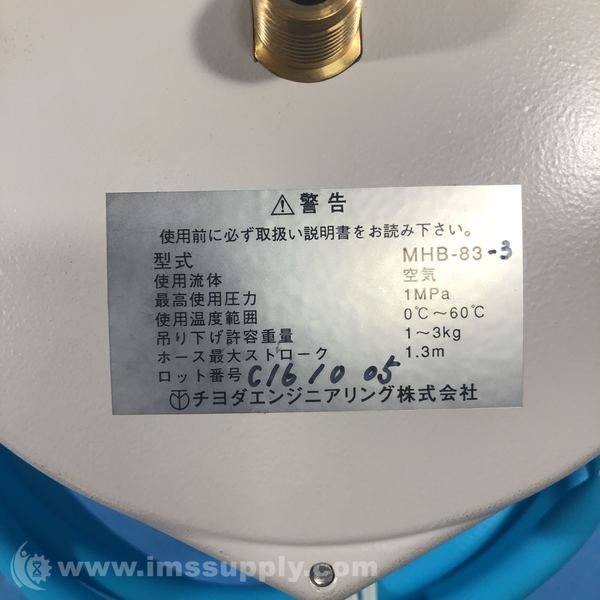 ⚠警告
使用前に必ず取扱い説明書をお読み下さい。
型式 MHB-83-3
使用流体 空気
最高使用圧力 1MPa
使用温度範囲 0℃～60℃
吊り下げ許容重量 1～3kg
ホース最大ストローク 1.3m
ロット番号 C16 10 05
チヨダエンジニアリング株式会社
www.imssupply.com